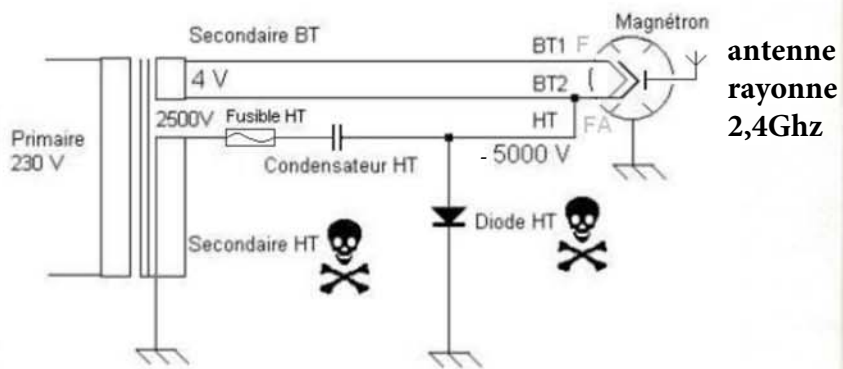 Magnétron
Secondaire BT
BT1 F
antenne
4 V
BT2
rayonne
2500V
Fusible HT
HT
FA
2,4Ghz
Primaire
230 V
Condensateur HT
- 5000 V
Secondaire HT
Diode HT